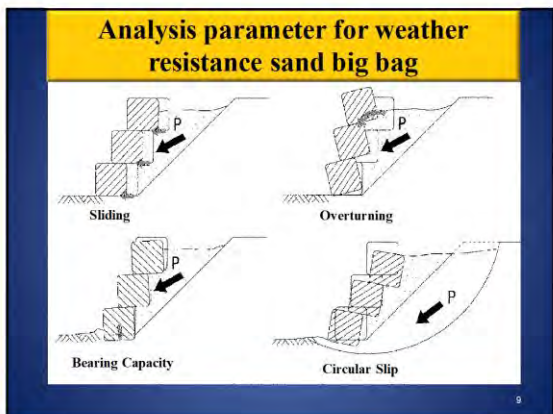 Analysis parameter for weather
resistance sand big bag
P
Sliding
P
Overturning
P
Bearing Capacity
P
Circular Slip
9